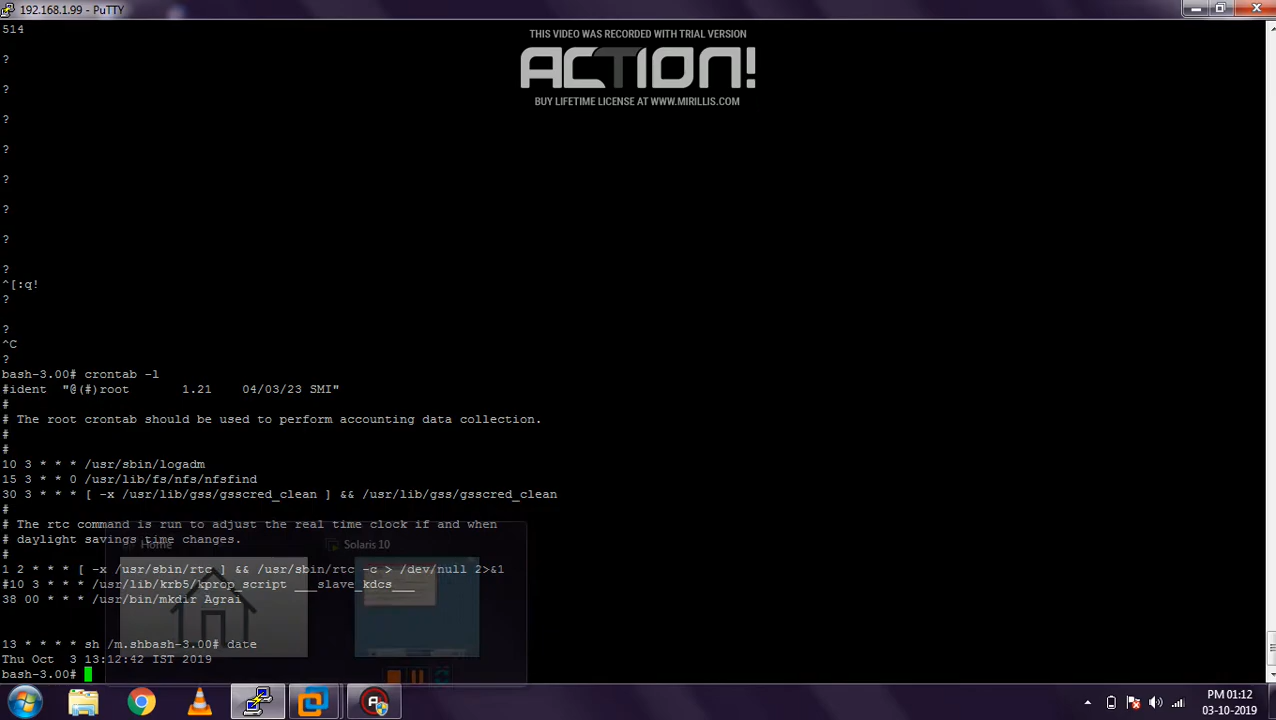 192.168.1.99 - PuTTY
514
THIS VIDEO WAS RECORDED WITH TRIAL VERSION
ACTION!
BUY LIFETIME LICENSE AT WWW.MIRILLIS.COM
?
?
?
?
?
?
?
?
^[:q!
?
?
^C
?
bash-3.00# crontab -l
#ident  "@(#)root       1.21    04/03/23 SMI"
#
# The root crontab should be used to perform accounting data collection.
#
#
10 3 * * * /usr/sbin/logadm
15 3 * * 0 /usr/lib/fs/nfs/nfsfind
30 3 * * * [ -x /usr/lib/gss/gsscred_clean ] && /usr/lib/gss/gsscred_clean
#
# The rtc command is run to adjust the real time clock if and when
# daylight savings time changes.
Home
Solaris 10
#
1 2 * * * [ -x /usr/sbin/rtc ] && /usr/sbin/rtc -c > /dev/null 2>&1
#10 3 * * * /usr/lib/krb5/kprop_script ___slave_kdcs___
38 00 * * * /usr/bin/mkdir Agrai
13 * * * * sh /m.shbash-3.00# date
Thu Oct  3 13:12:42 IST 2019
bash-3.00#
PM 01:12
03-10-2019